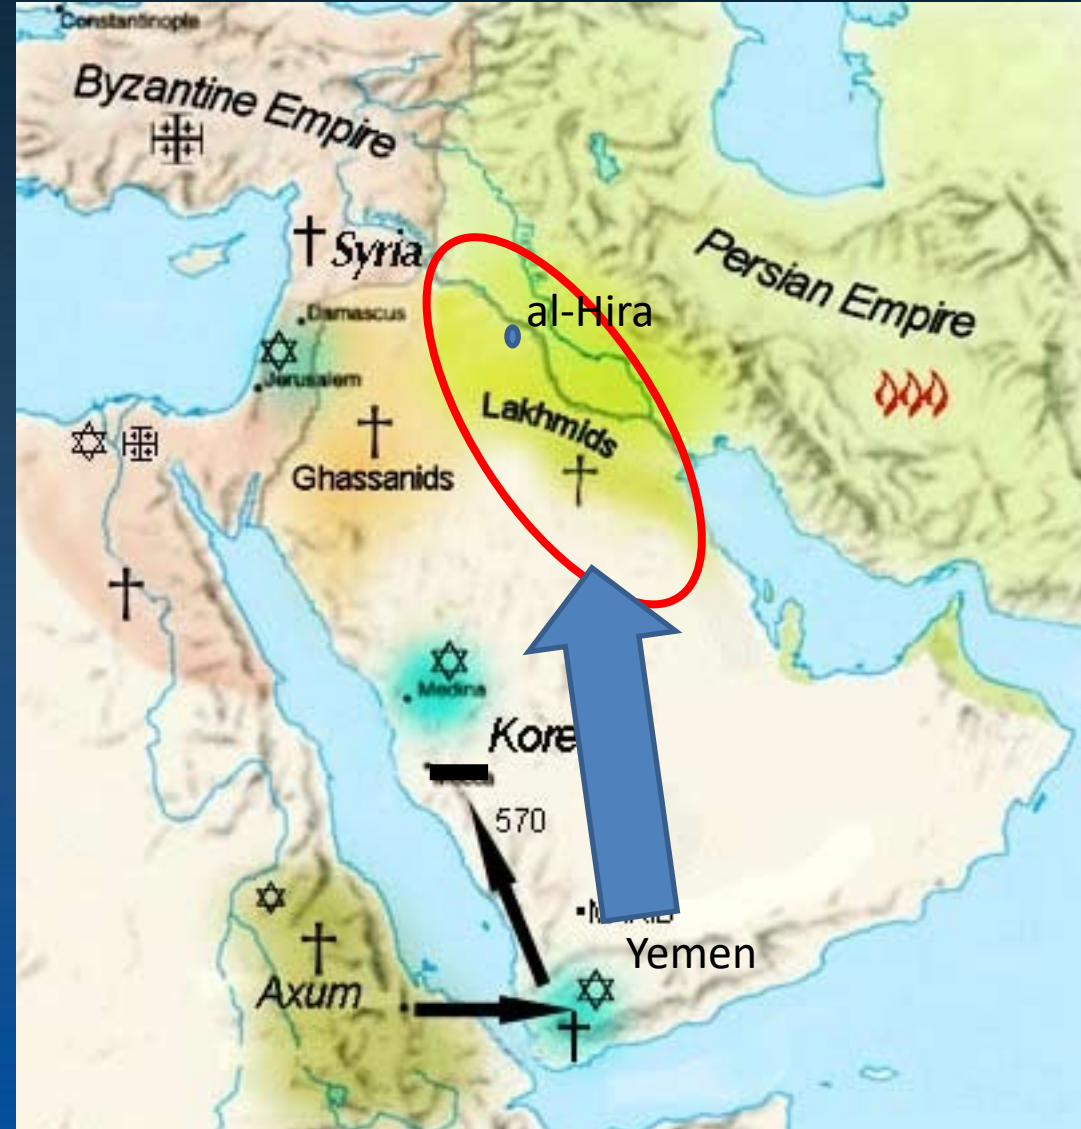 Constantinople
Byzantine Empire
Syria
Persian Empire
al-Hira
Damascus
Jerusalem
Lakhmids
Ghassanids
Medina
Kore
570
Yemen
Axum